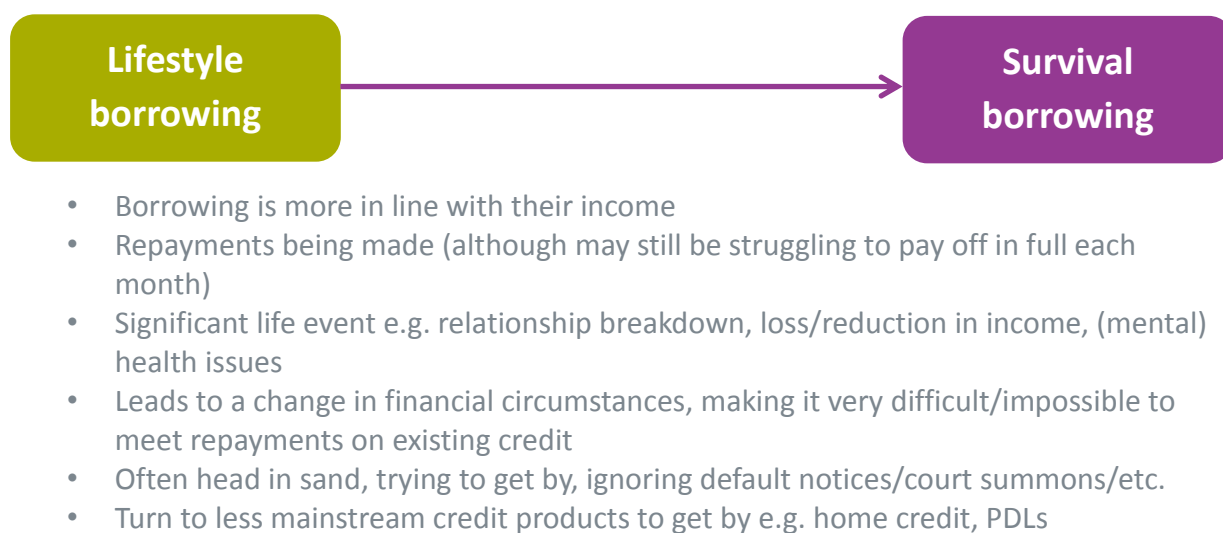 Lifestyle
borrowing
Survival
borrowing
• Borrowing is more in line with their income
• Repayments being made (although may still be struggling to pay off in full each
month)
• Significant life event e.g. relationship breakdown, loss/reduction in income, (mental)
health issues
• Leads to a change in financial circumstances, making it very difficult/impossible to
meet repayments on existing credit
• Often head in sand, trying to get by, ignoring default notices/court summons/etc.
• Turn to less mainstream credit products to get by e.g. home credit, PDLs